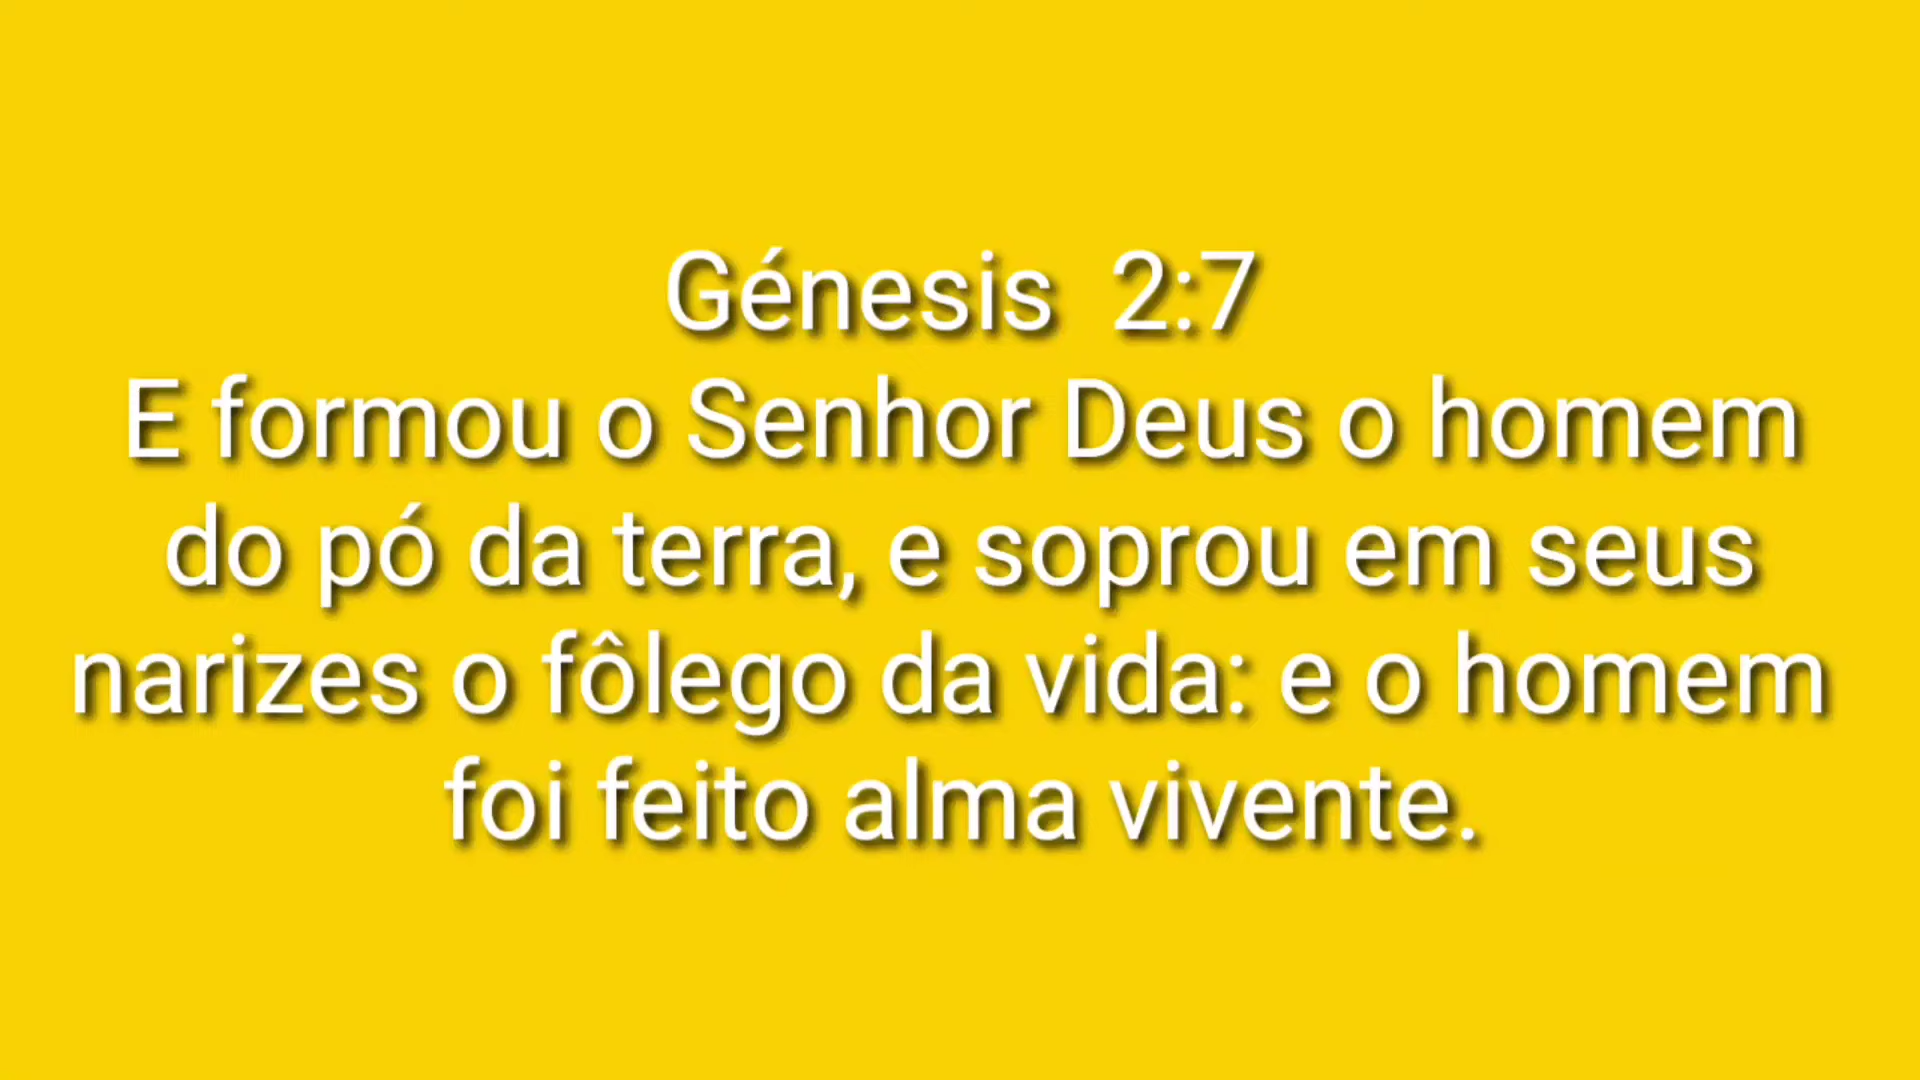 Génesis 2:7
E formou o Senhor Deus o homem
do pó da terra, e soprou em seus
narizes o fôlego da vida: e o homem
foi feito alma vivente.